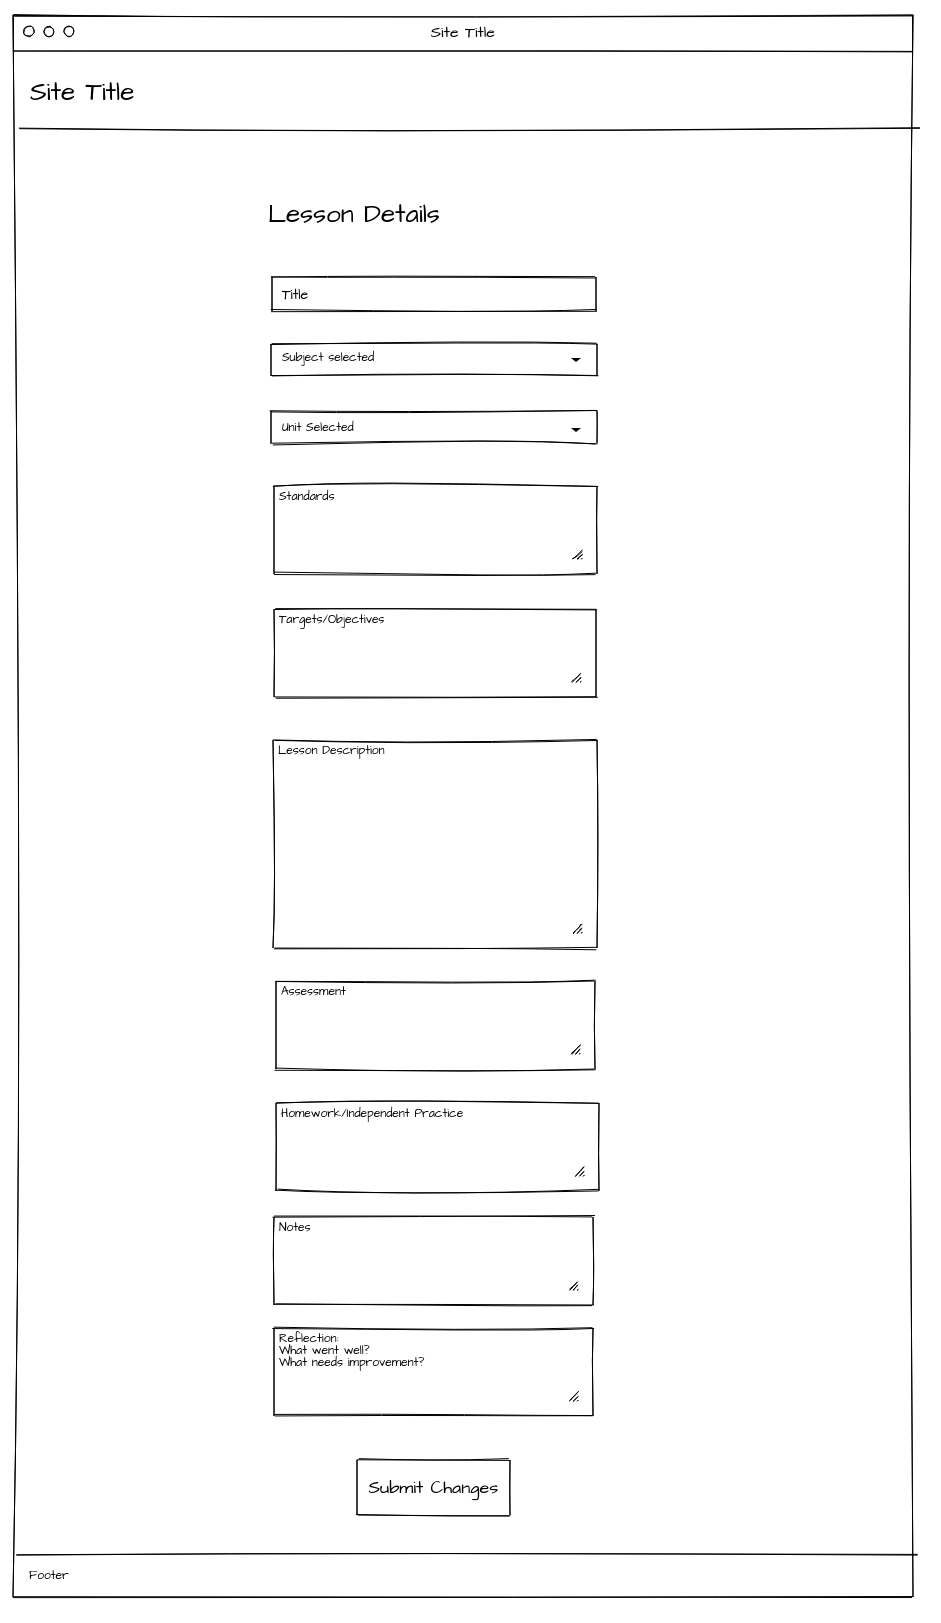 Site Title
Site Title
Lesson Details
Title
Subject selected
Unit Selected
Standards
Targets/Objectives
Lesson Description
Assessment
Homework/Independent Practice
Notes
Reflection:
What went well?
What needs improvement?
Submit Changes
Footer